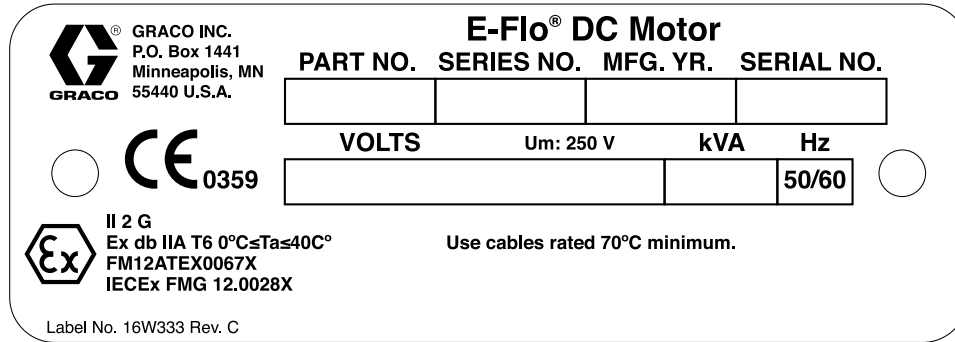 GRACO
®
GRACO INC.
P.O. Box 1441
Minneapolis, MN
55440 U.S.A.
E-Flo® DC Motor
PART NO. SERIES NO. MFG. YR. SERIAL NO.
VOLTS Um: 250 V kVA Hz
50/60
CE 0359
Ex
II 2 G
Ex db IIA T6 0°C≤Ta≤40C°
FM12ATEX0067X
IECEx FMG 12.0028X
Use cables rated 70°C minimum.
Label No. 16W333 Rev. C